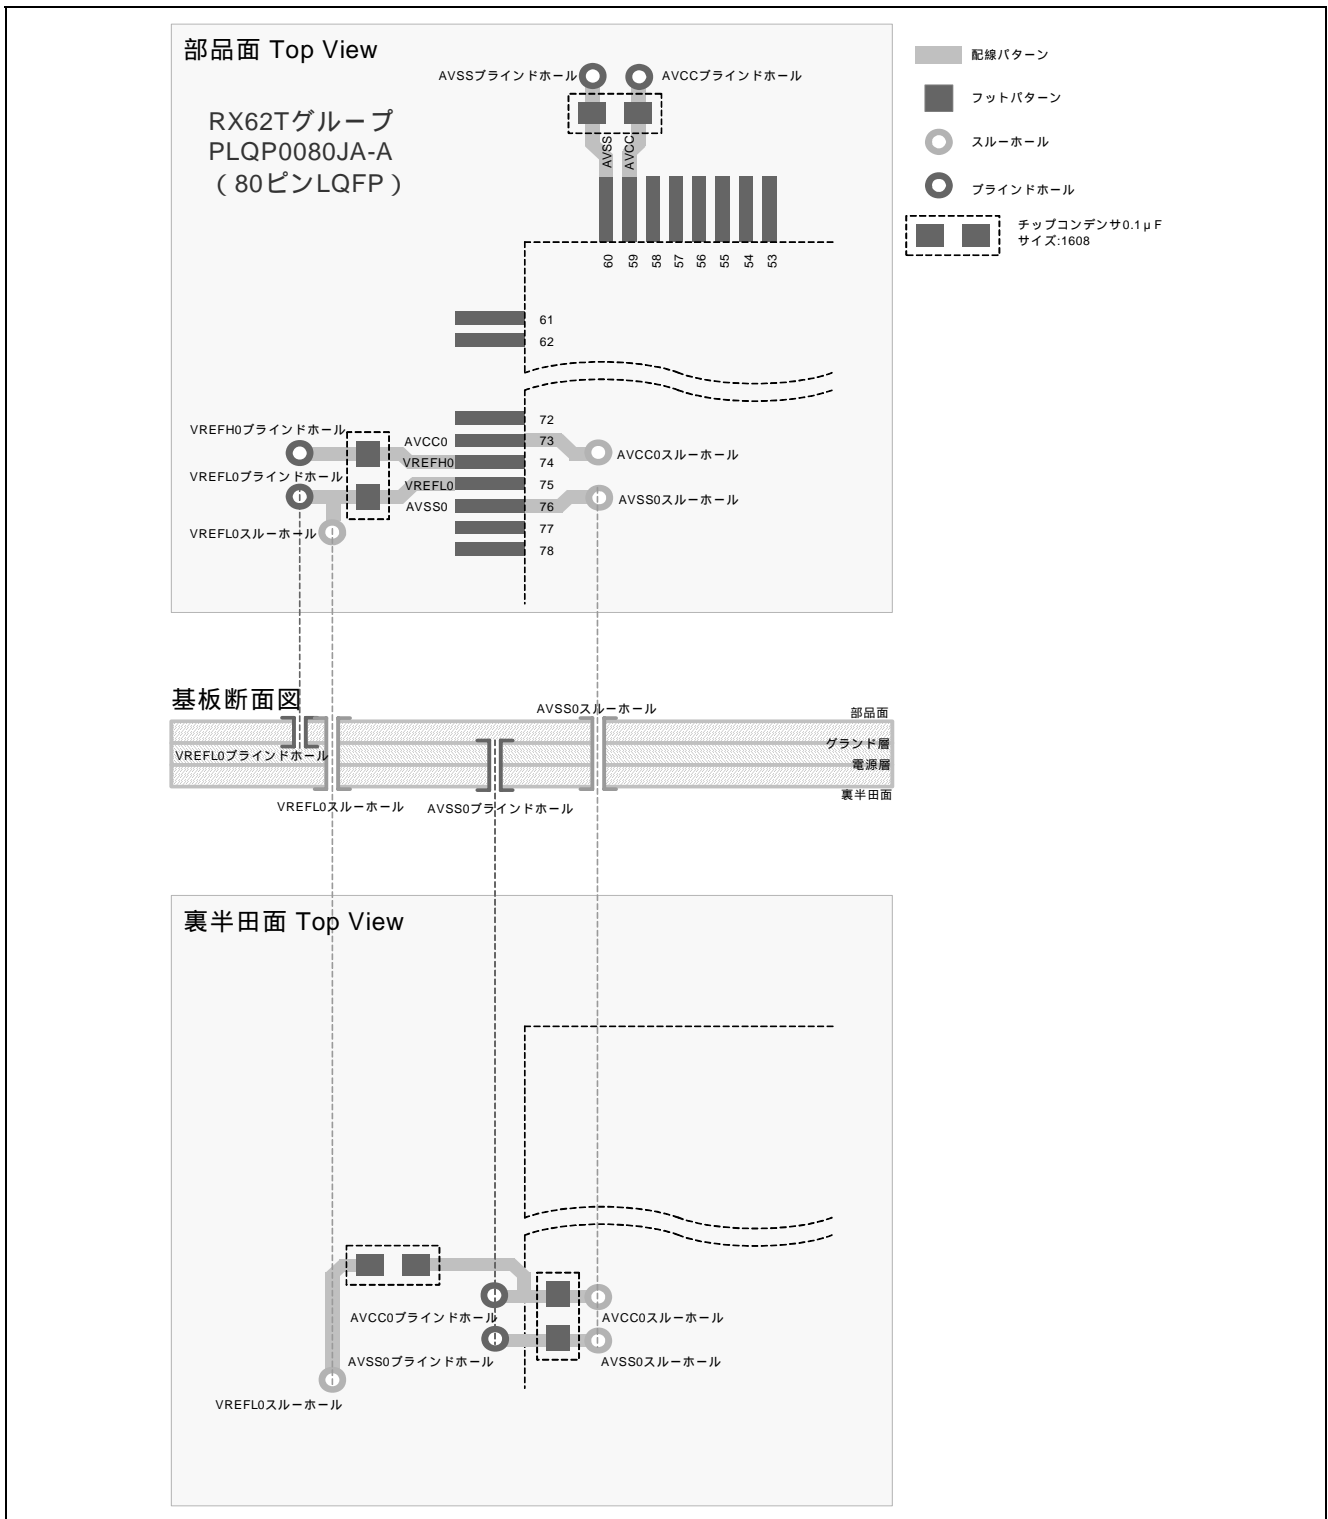 部品面 Top View
RX62Tグループ
PLQP0080JA-A
（80ピンLQFP）
AVSSブラインドホール
AVCCブラインドホール
AVSS
AVCC
60
59
58
57
56
55
54
53
61
62
72
73
74
75
76
77
78
VREFH0ブラインドホール
VREFL0ブラインドホール
VREFL0スルーホール
AVCC0
VREFH0
VREFL0
AVSS0
AVCC0スルーホール
AVSS0スルーホール
配線パターン
フットパターン
スルーホール
ブラインドホール
チップコンデンサ0.1μF
サイズ:1608
基板断面図
AVSS0スルーホール
部品面
グランド層
電源層
裏半田面
VREFL0ブラインドホール
VREFL0スルーホール
AVSS0ブラインドホール
裏半田面 Top View
AVCC0ブラインドホール
AVCC0スルーホール
AVSS0ブラインドホール
AVSS0スルーホール
VREFL0スルーホール